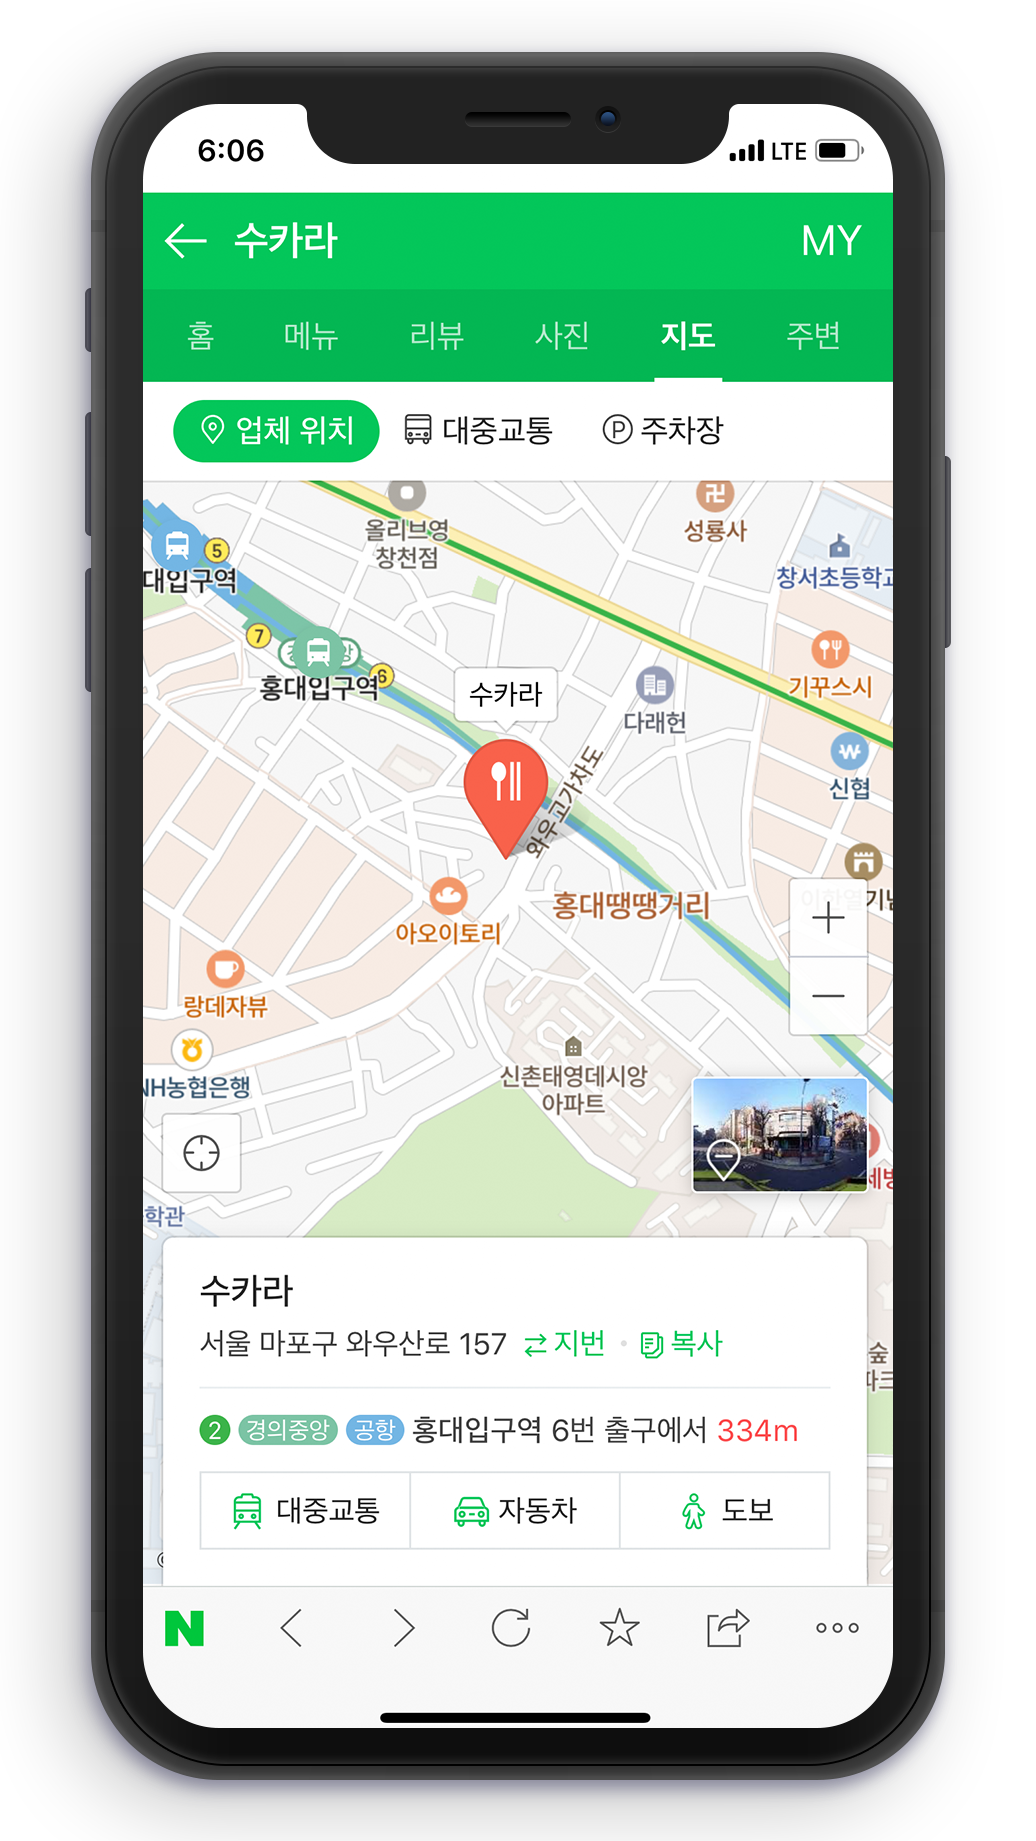 6:06
LTE
수카라
MY
홈 메뉴 리뷰 사진 지도 주변
업체 위치 대중교통 P 주차장
올리브영
창천점
성룡사
창서초등학교
5
대입구역
7
홍대입구역
6
기꾸스시
수카라
다래헌
신협
와우고가차도
홍대땡땡거리
아오이토리
랑데자뷰
NH농협은행
신촌태영데시앙
아파트
학관
수카라
서울 마포구 와우산로 157 지번 · 복사
숲
2 경의중앙 공항 홍대입구역 6번 출구에서 334m
대중교통 자동차 도보
N